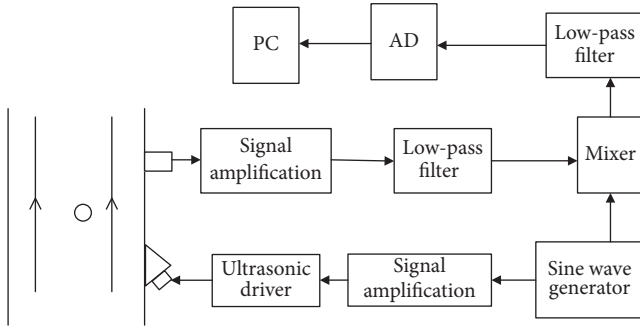 PC
AD
Low-pass
filter
Signal
amplification
Low-pass
filter
Mixer
Ultrasonic
driver
Signal
amplification
Sine wave
generator